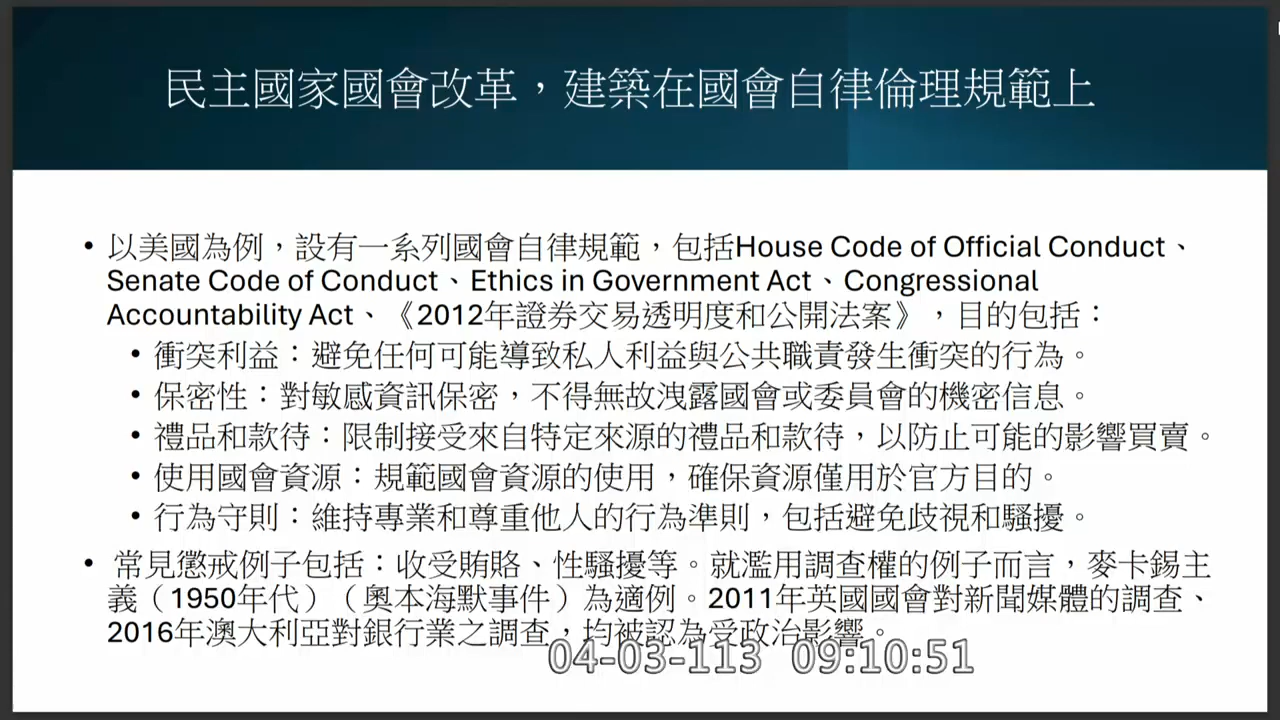 民主國家國會改革，建築在國會自律倫理規範上
• 以美國為例，設有一系列國會自律規範，包括House Code of Official Conduct、
Senate Code of Conduct、Ethics in Government Act、Congressional
Accountability Act、《2012年證券交易透明度和公開法案》，目的包括：
• 衝突利益：避免任何可能導致私人利益與公共職責發生衝突的行為。
• 保密性：對敏感資訊保密，不得無故洩露國會或委員會的機密信息。
• 禮品和款待：限制接受來自特定來源的禮品和款待，以防止可能的影響買賣。
• 使用國會資源：規範國會資源的使用，確保資源僅用於官方目的。
• 行為守則：維持專業和尊重他人的行為準則，包括避免歧視和騷擾。
• 常見懲戒例子包括：收受賄賂、性騷擾等。就濫用調查權的例子而言，麥卡錫主
義（1950年代）（奧本海默事件）為適例。2011年英國國會對新聞媒體的調查、
2016年澳大利亞對銀行業之調查，均被認為受政治影響。
04-03-113 09:10:51